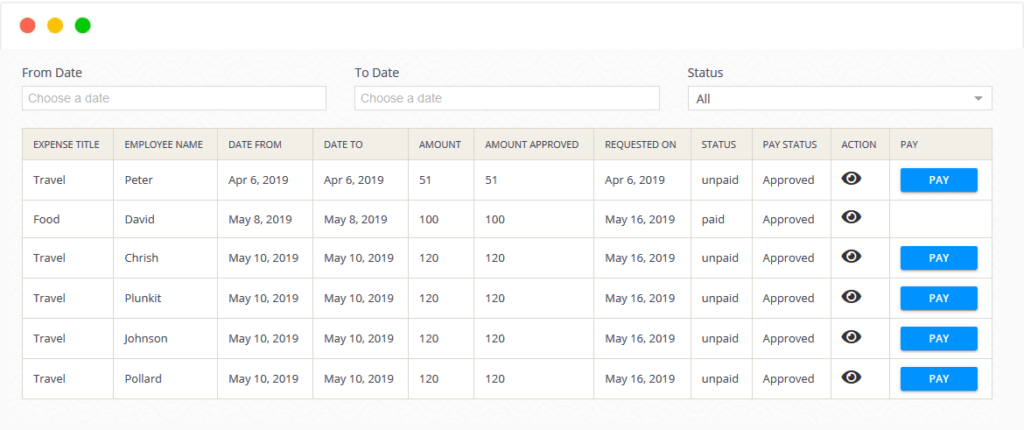 From Date To Date Status
Choose a date Choose a date All
EXPENSE TITLE EMPLOYEE NAME DATE FROM DATE TO AMOUNT AMOUNT APPROVED REQUESTED ON STATUS PAY STATUS ACTION PAY
Travel Peter Apr 6, 2019 Apr 6, 2019 51 51 Apr 6, 2019 unpaid Approved PAY
Food David May 8, 2019 May 8, 2019 100 100 May 16, 2019 paid Approved
Travel Chrish May 10, 2019 May 10, 2019 120 120 May 16, 2019 unpaid Approved PAY
Travel Plunkit May 10, 2019 May 10, 2019 120 120 May 16, 2019 unpaid Approved PAY
Travel Johnson May 10, 2019 May 10, 2019 120 120 May 16, 2019 unpaid Approved PAY
Travel Pollard May 10, 2019 May 10, 2019 120 120 May 16, 2019 unpaid Approved PAY